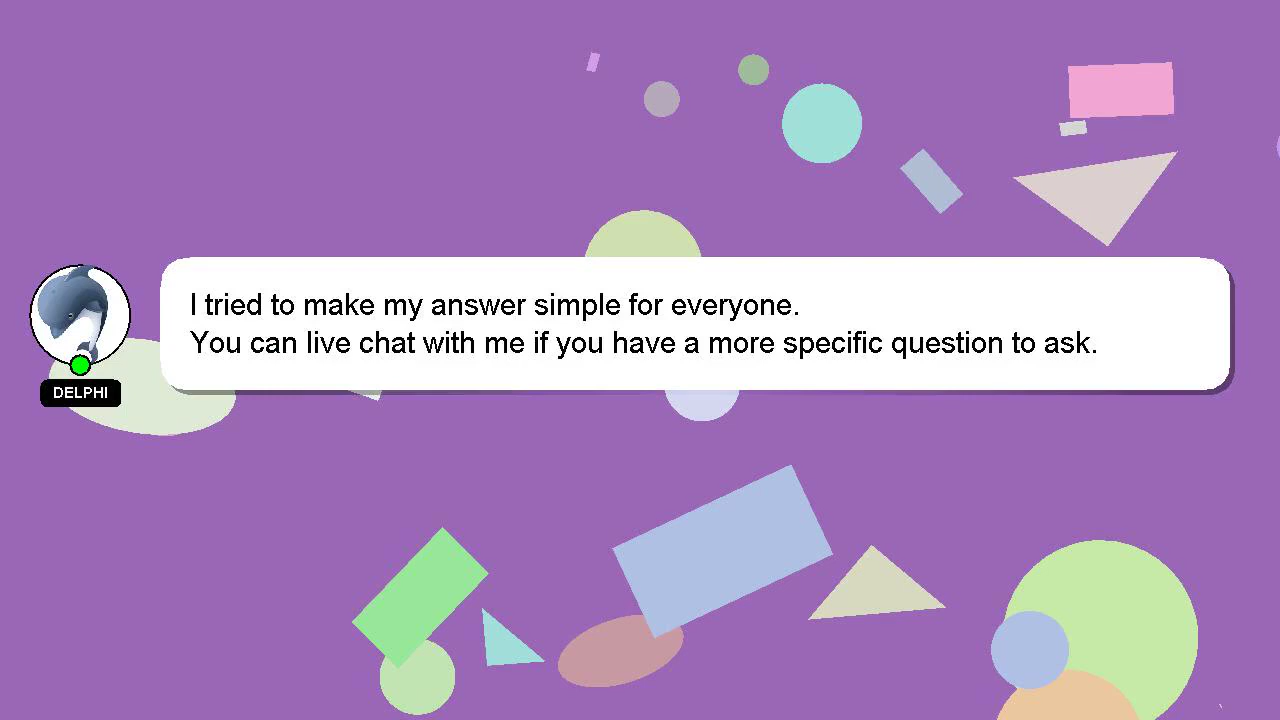 I tried to make my answer simple for everyone.
You can live chat with me if you have a more specific question to ask.
DELPHI